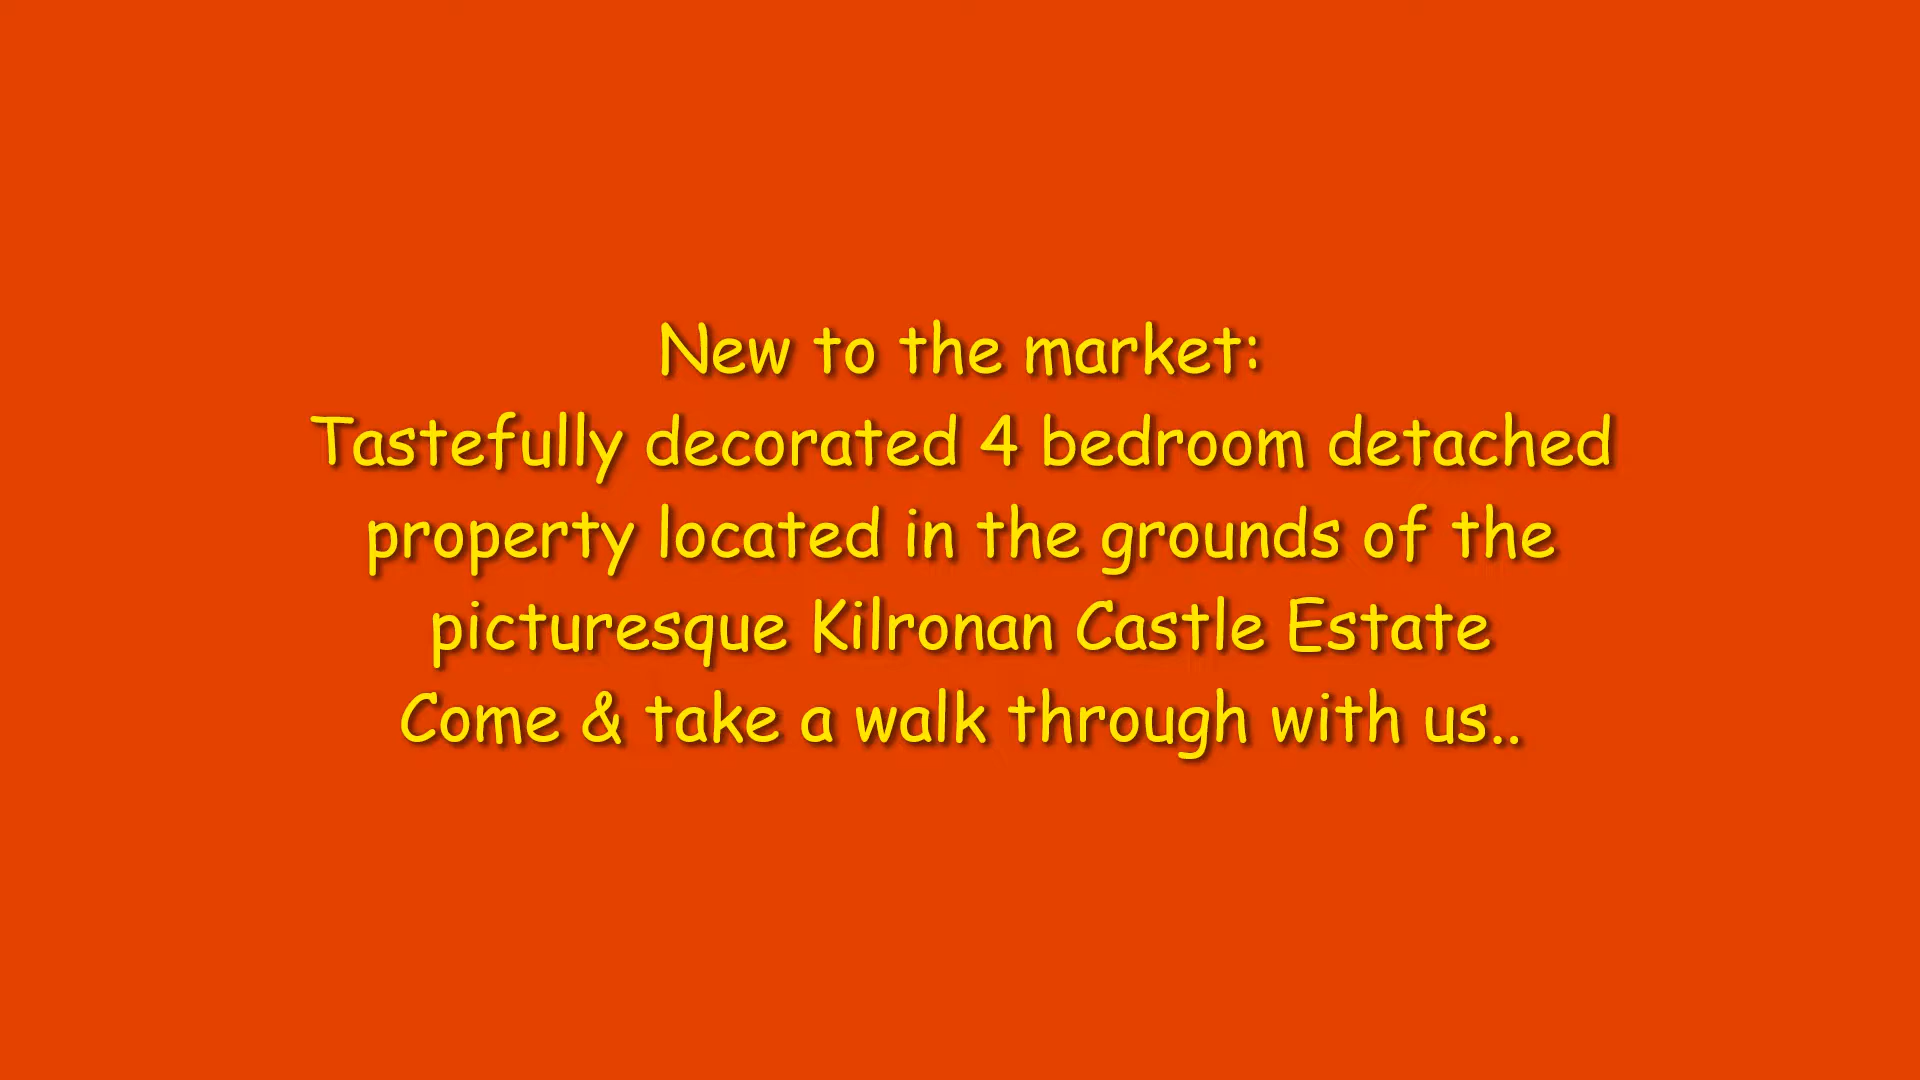 New to the market:
Tastefully decorated 4 bedroom detached
property located in the grounds of the
picturesque Kilronan Castle Estate
Come & take a walk through with us..